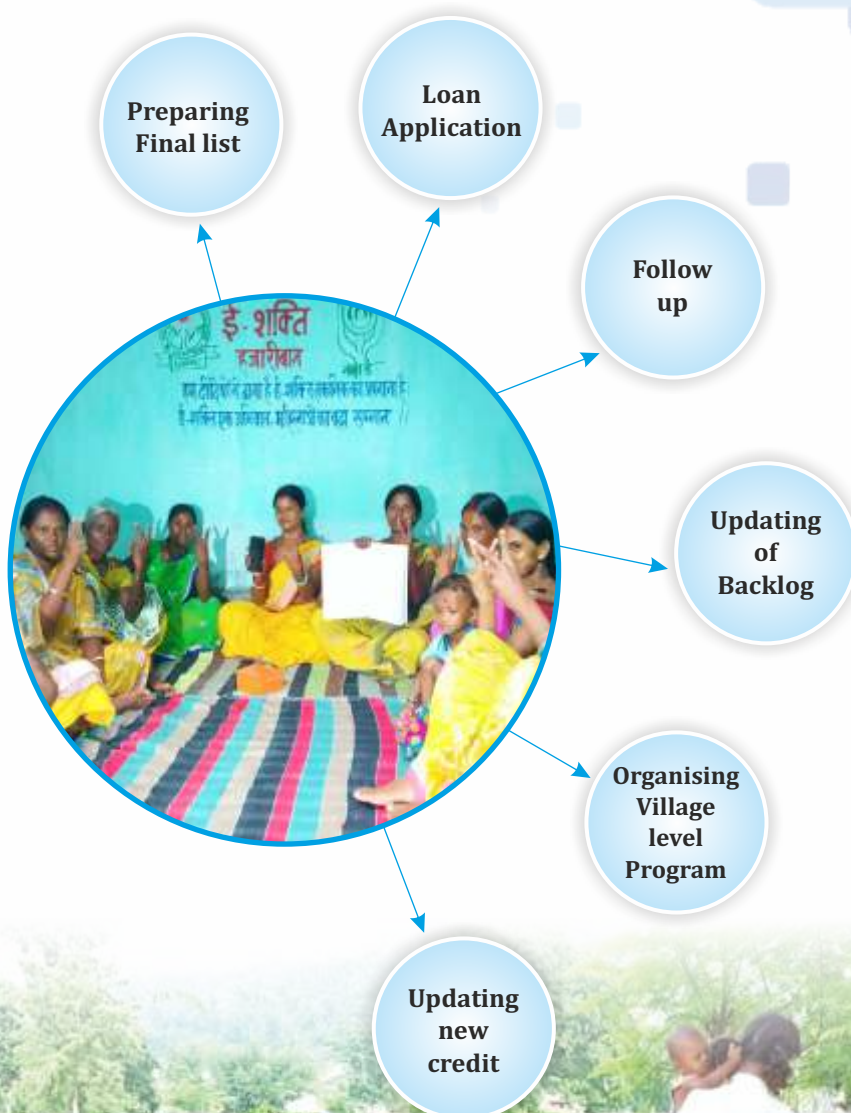 Preparing
Final list
Loan
Application
Follow
up
ई-शक्ति
हजारीबाग
Updating
of
Backlog
Organising
Village
level
Program
Updating
new
credit